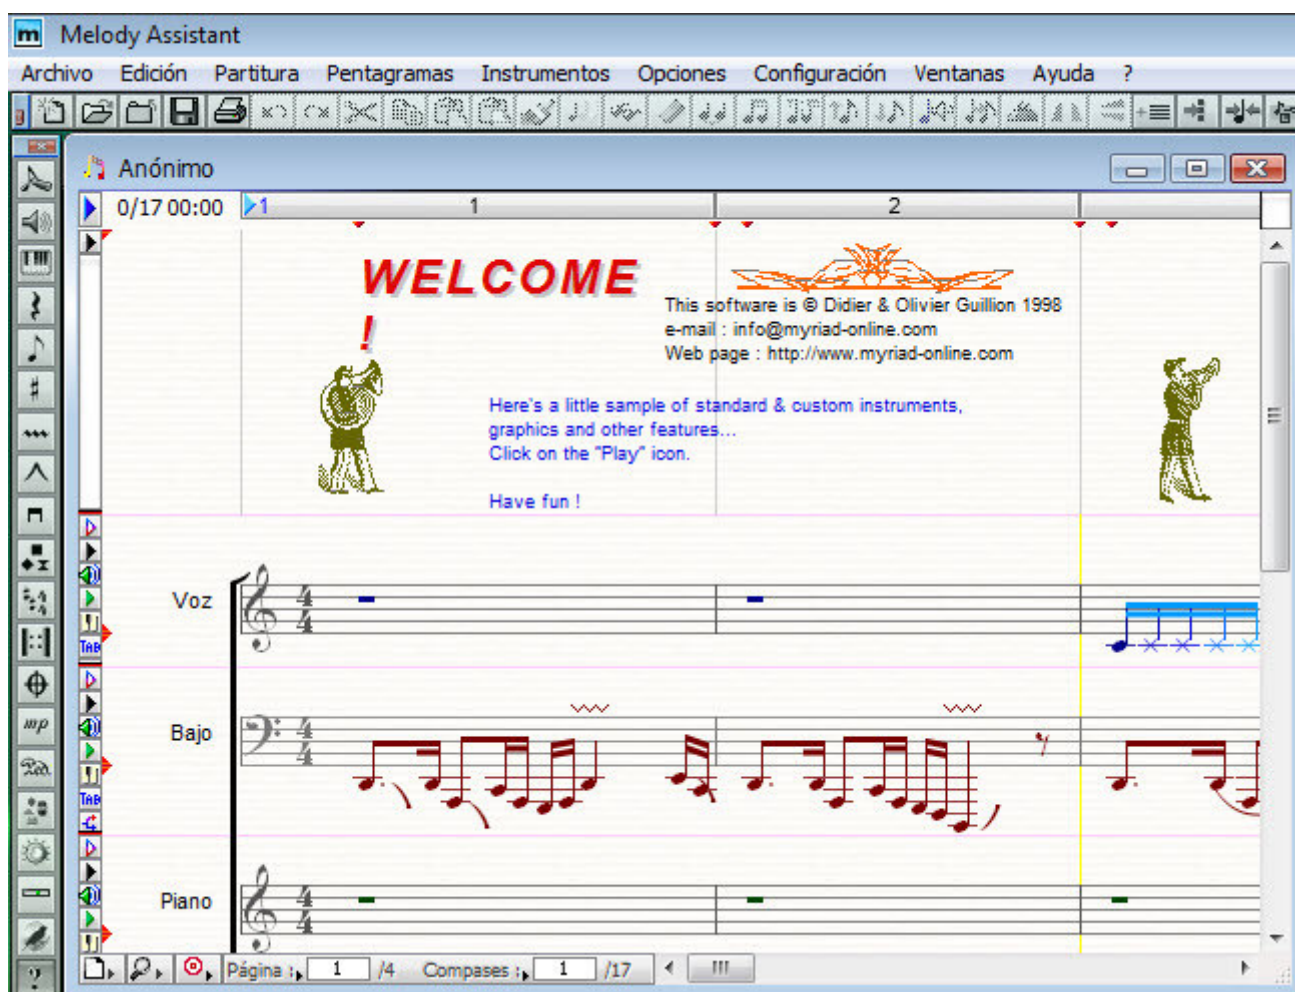 Melody Assistant
Archivo Edición Partitura Pentagramas Instrumentos Opciones Configuración Ventanas Ayuda ?
Anónimo
0/17 00:00 1 1 2
WELCOME
!
This software is © Didier & Olivier Guillion 1998
e-mail : info@myriad-online.com
Web page : http://www.myriad-online.com
Here's a little sample of standard & custom instruments,
graphics and other features...
Click on the "Play" icon.
Have fun !
Voz
TAB
Bajo
TAB
Piano
mp
Página : 1 /4 Compases : 1 /17